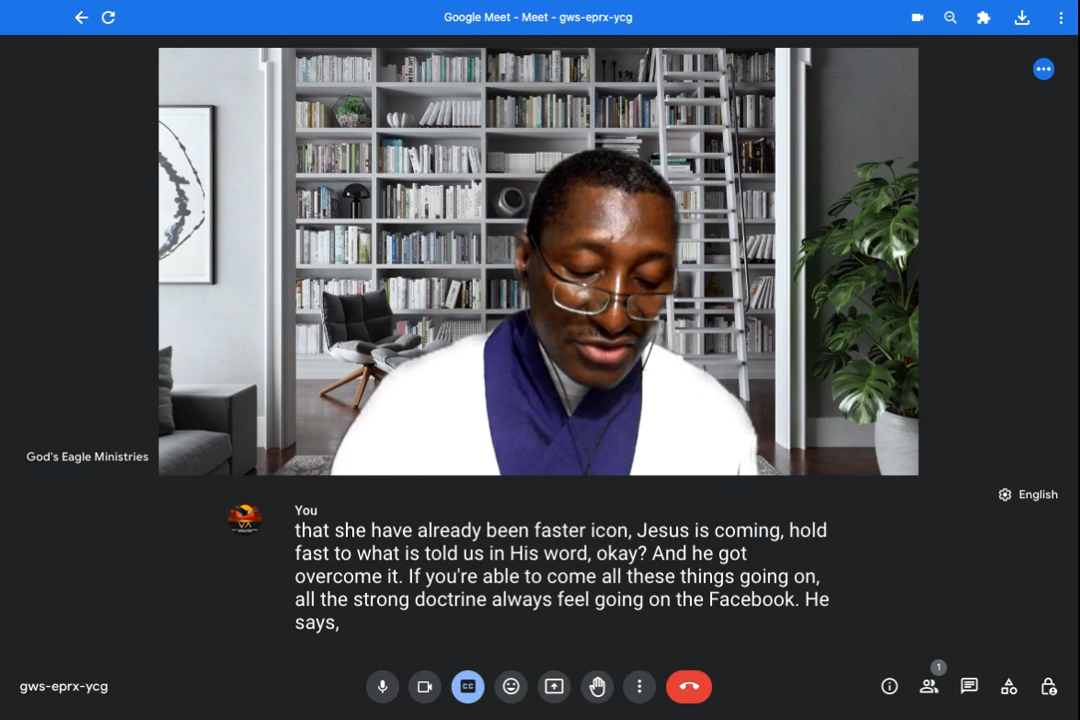 Google Meet - Meet - gws-eprx-ycg
God's Eagle Ministries
English
You
that she have already been faster icon, Jesus is coming, hold
fast to what is told us in His word, okay? And he got
overcome it. If you're able to come all these things going on,
all the strong doctrine always feel going on the Facebook. He
says,
gws-eprx-ycg
CC
1